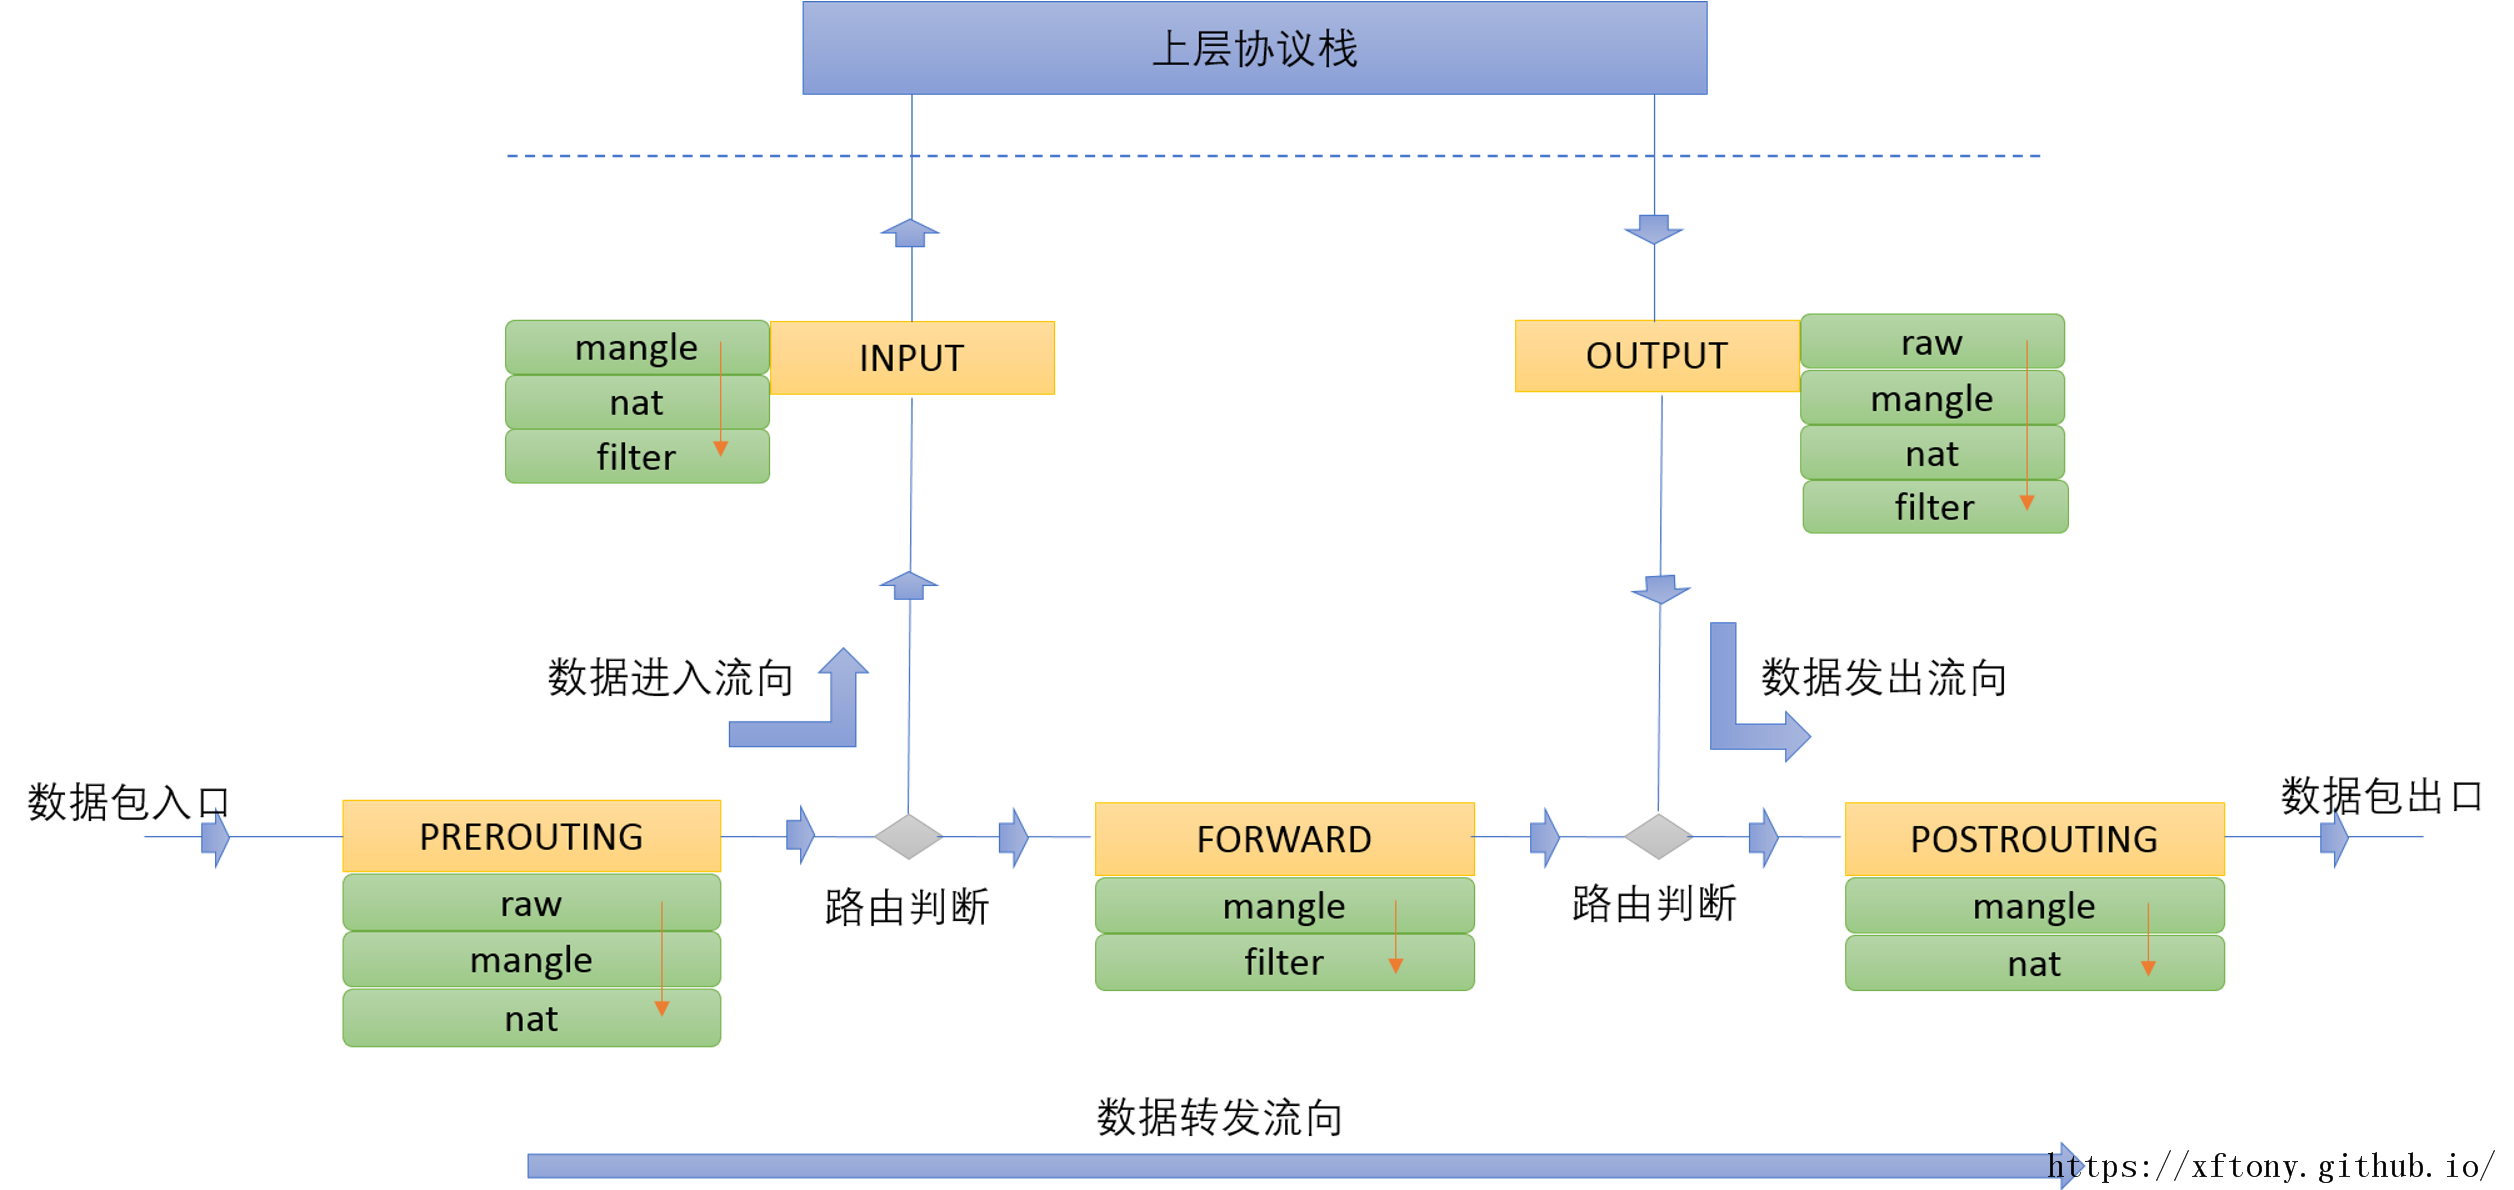 上层协议栈
mangle
nat
filter
INPUT
OUTPUT
raw
mangle
nat
filter
数据进入流向
数据发出流向
数据包入口
PREROUTING
raw
mangle
nat
路由判断
FORWARD
mangle
filter
路由判断
POSTROUTING
mangle
nat
数据包出口
数据转发流向
https://xftony.github.io/